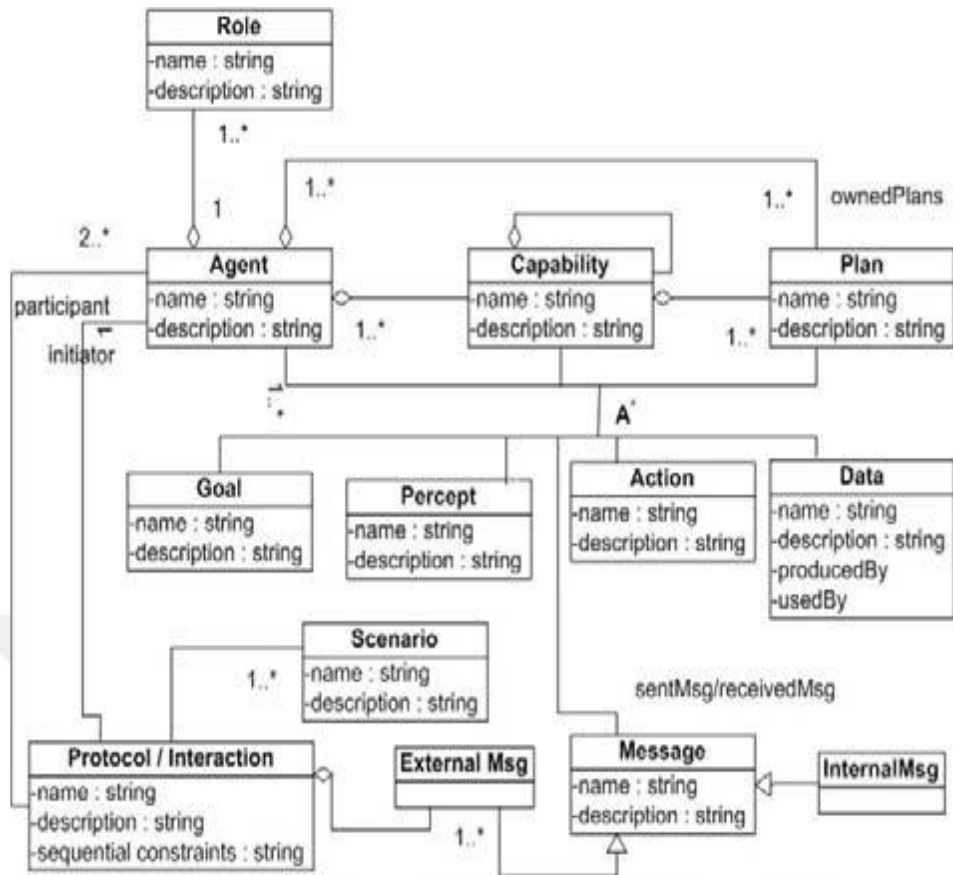 Role
-name : string
-description : string
1..*
1..*
1..*
ownedPlans
1
2..*
Agent
-name : string
-description : string
Capability
-name : string
-description : string
Plan
-name : string
-description : string
participant
1
initiator
1..*
1..*
1..*
A*
Goal
-name : string
-description : string
Percept
-name : string
-description : string
Action
-name : string
-description : string
Data
-name : string
-description : string
-producedBy
-usedBy
Scenario
-name : string
-description : string
1..*
sentMsg/receivedMsg
Protocol / Interaction
-name : string
-description : string
-sequential constraints : string
External Msg
1..*
Message
-name : string
-description : string
InternalMsg